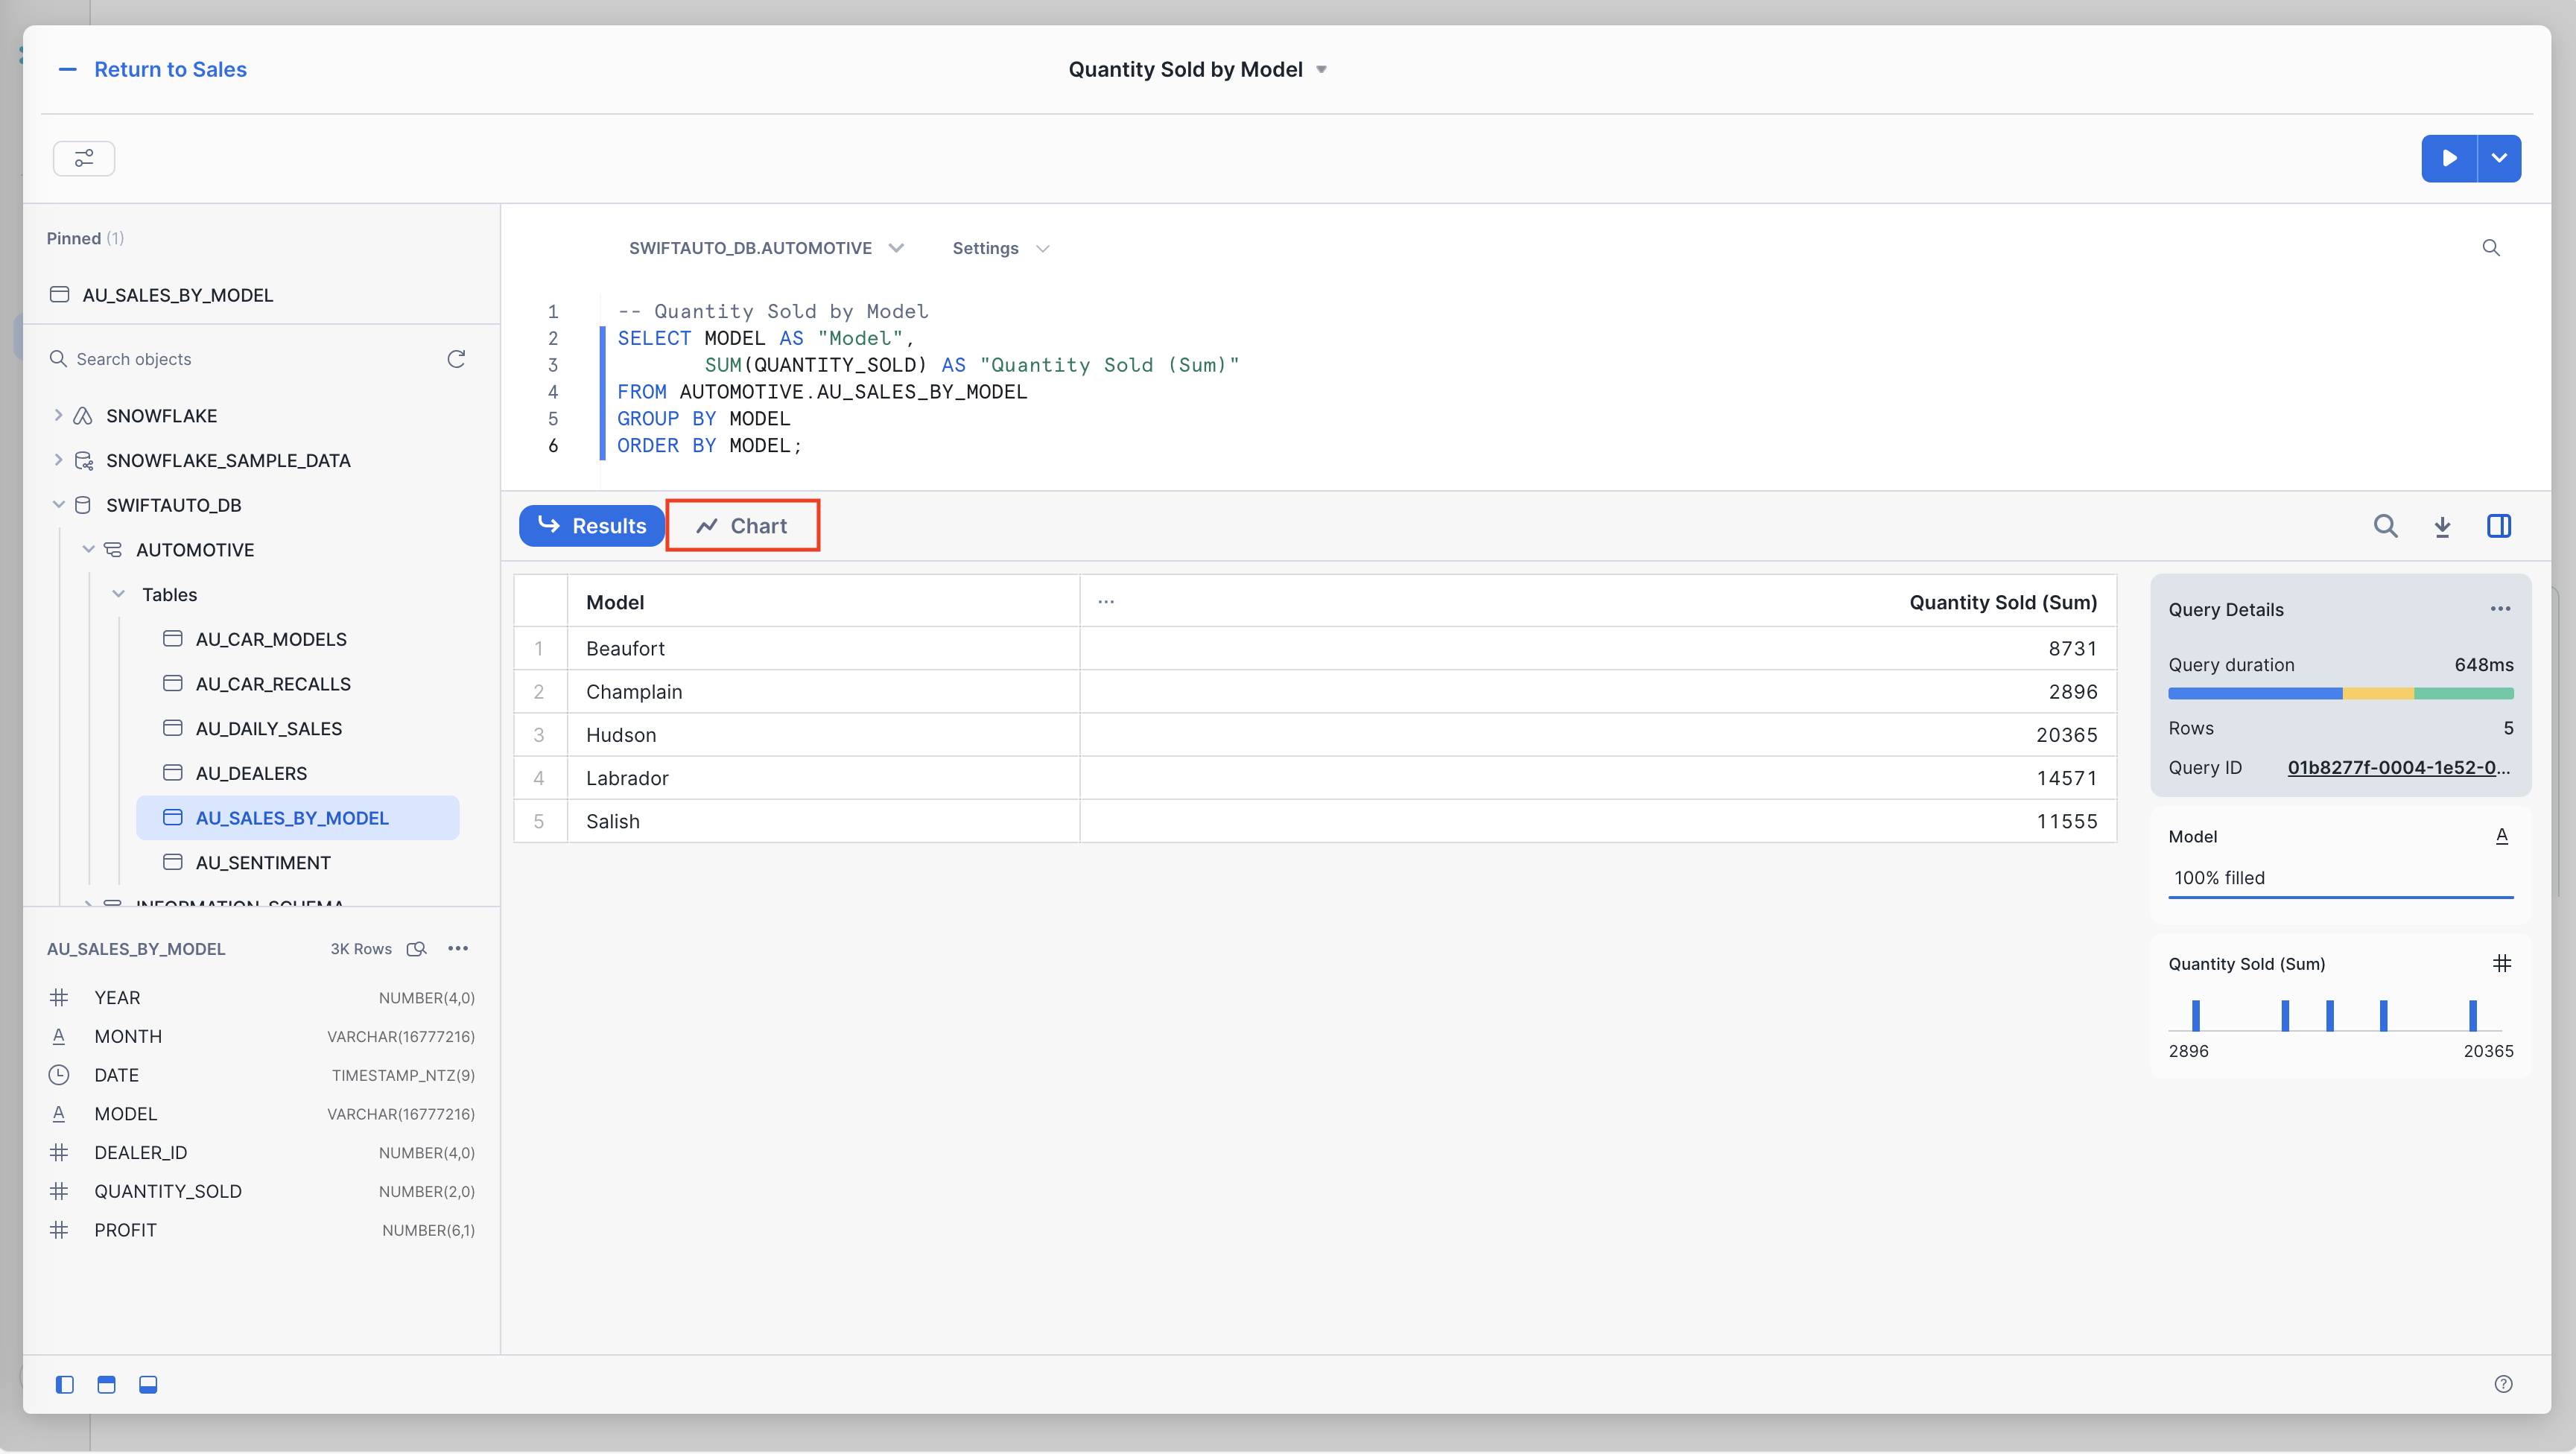 Return to Sales
Quantity Sold by Model
Pinned (1)
AU_SALES_BY_MODEL
Search objects
SNOWFLAKE
SNOWFLAKE_SAMPLE_DATA
SWIFTAUTO_DB
AUTOMOTIVE
Tables
AU_CAR_MODELS
AU_CAR_RECALLS
AU_DAILY_SALES
AU_DEALERS
AU_SALES_BY_MODEL
AU_SENTIMENT
INFORMATION_SCHEMA
AU_SALES_BY_MODEL 3K Rows
YEAR NUMBER(4,0)
MONTH VARCHAR(16777216)
DATE TIMESTAMP_NTZ(9)
MODEL VARCHAR(16777216)
DEALER_ID NUMBER(4,0)
QUANTITY_SOLD NUMBER(2,0)
PROFIT NUMBER(6,1)
SWIFTAUTO_DB.AUTOMOTIVE Settings
1 -- Quantity Sold by Model
2 SELECT MODEL AS "Model",
3 SUM(QUANTITY_SOLD) AS "Quantity Sold (Sum)"
4 FROM AUTOMOTIVE.AU_SALES_BY_MODEL
5 GROUP BY MODEL
6 ORDER BY MODEL;
Results Chart
Model ... Quantity Sold (Sum)
1 Beaufort 8731
2 Champlain 2896
3 Hudson 20365
4 Labrador 14571
5 Salish 11555
Query Details
Query duration 648ms
Rows 5
Query ID 01b8277f-0004-1e52-0...
Model A
100% filled
Quantity Sold (Sum) #
2896 20365